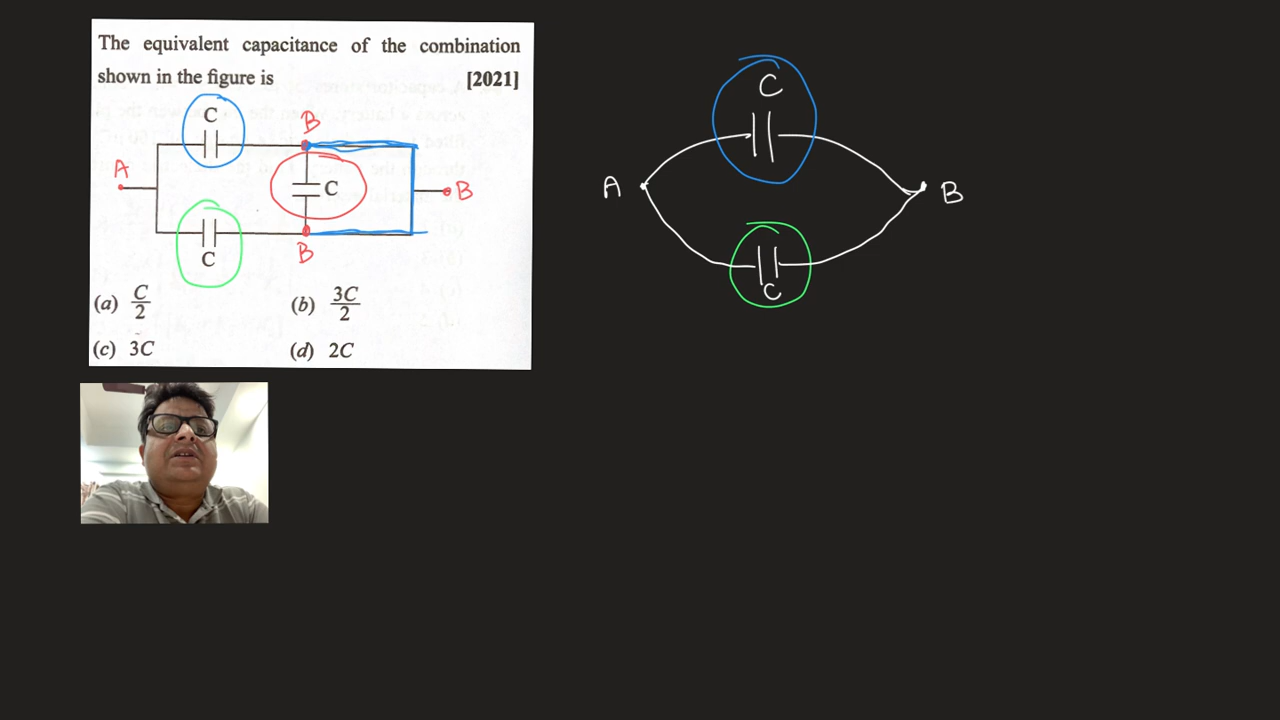 The equivalent capacitance of the combination
shown in the figure is [2021]
C
B
A
C
B
C
B
(a) C/2 (b) 3C/2
(c) 3C (d) 2C
C
A
B
C